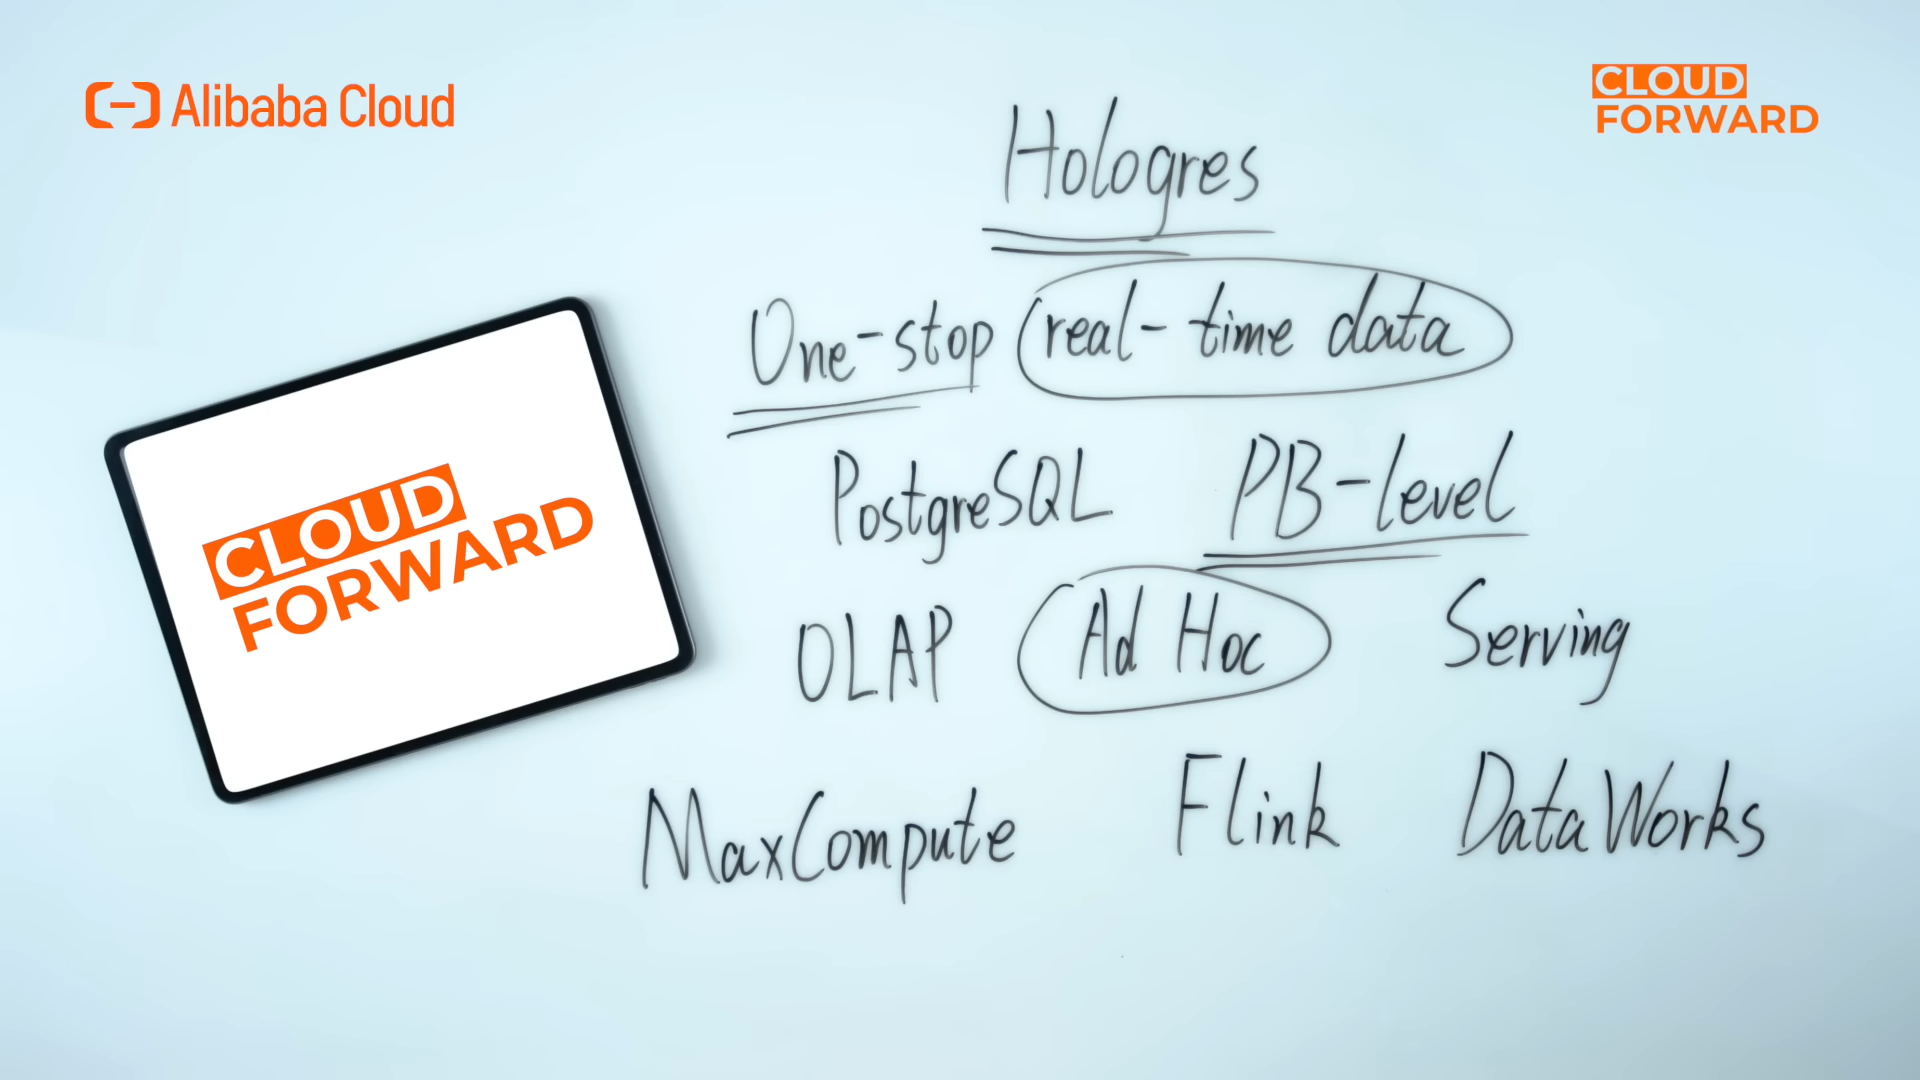 Alibaba Cloud
CLOUD
FORWARD
Hologres
One-stop real-time data
PostgreSQL PB-level
OLAP Ad Hoc Serving
MaxCompute Flink DataWorks
CLOUD
FORWARD